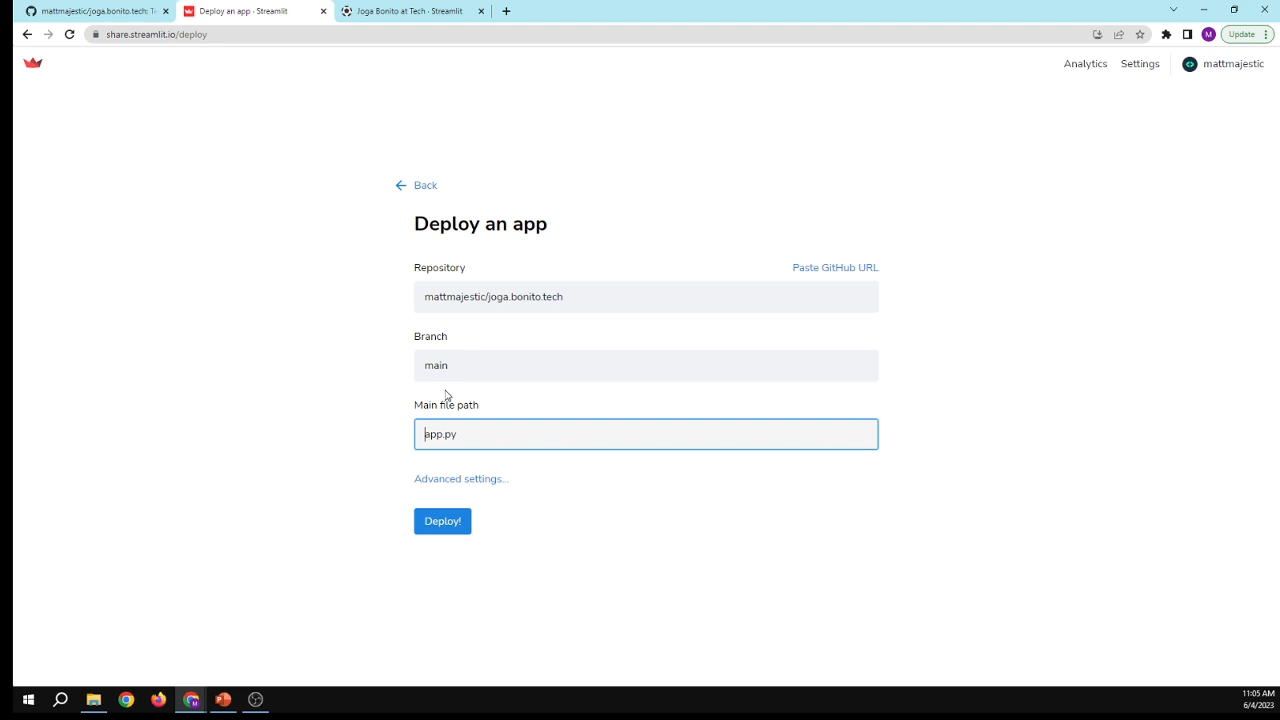 mattmajestic/joga.bonito.tech: T
Deploy an app · Streamlit
Joga Bonito at Tech · Streamlit
share.streamlit.io/deploy
M
Update
Analytics
Settings
mattmajestic
Back
Deploy an app
Repository
Paste GitHub URL
mattmajestic/joga.bonito.tech
Branch
main
Main file path
app.py
Advanced settings...
Deploy!
11:05 AM
6/4/2023